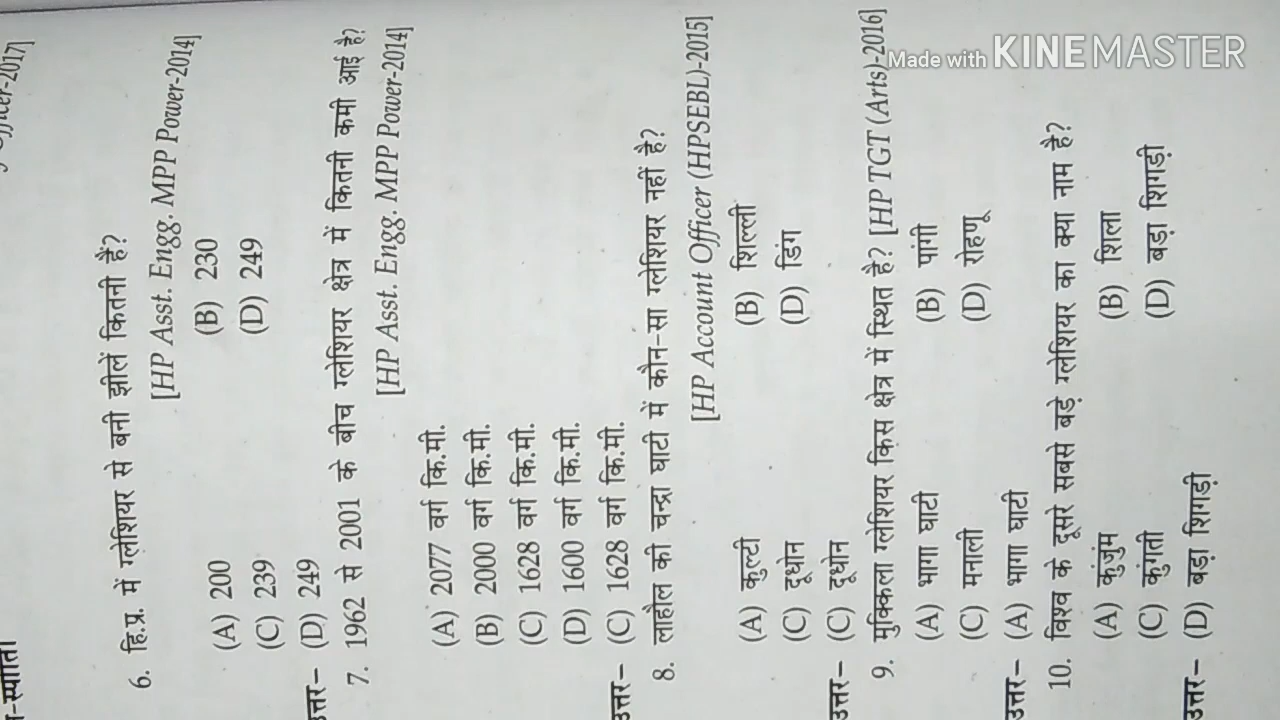 6. हि.प्र. में ग्लेशियर से बनी झीलें कितनी हैं?
[HP Asst. Engg. MPP Power-2014]
(A) 200 (B) 230
(C) 239 (D) 249
उत्तर– (D) 249
7. 1962 से 2001 के बीच ग्लेशियर क्षेत्र में कितनी कमी आई है?
[HP Asst. Engg. MPP Power-2014]
(A) 2077 वर्ग कि.मी.
(B) 2000 वर्ग कि.मी.
(C) 1628 वर्ग कि.मी.
(D) 1600 वर्ग कि.मी.
उत्तर– (C) 1628 वर्ग कि.मी.
8. लाहौल की चन्द्रा घाटी में कौन-सा ग्लेशियर नहीं है?
[HP Account Officer (HPSEBL)-2015]
(A) कुल्टी (B) शिल्ली
(C) दूधोन (D) डिंग
उत्तर– (C) दूधोन
9. मुक्किला ग्लेशियर किस क्षेत्र में स्थित है? [HP TGT (Arts)-2016]
(A) भागा घाटी (B) पांगी
(C) मनाली (D) रोहणू
उत्तर– (A) भागा घाटी
10. विश्व के दूसरे सबसे बड़े ग्लेशियर का क्या नाम है?
(A) कुंजुम (B) शिला
(C) कुंगती (D) बड़ा शिगड़ी
उत्तर– (D) बड़ा शिगड़ी
Made with KINEMASTER